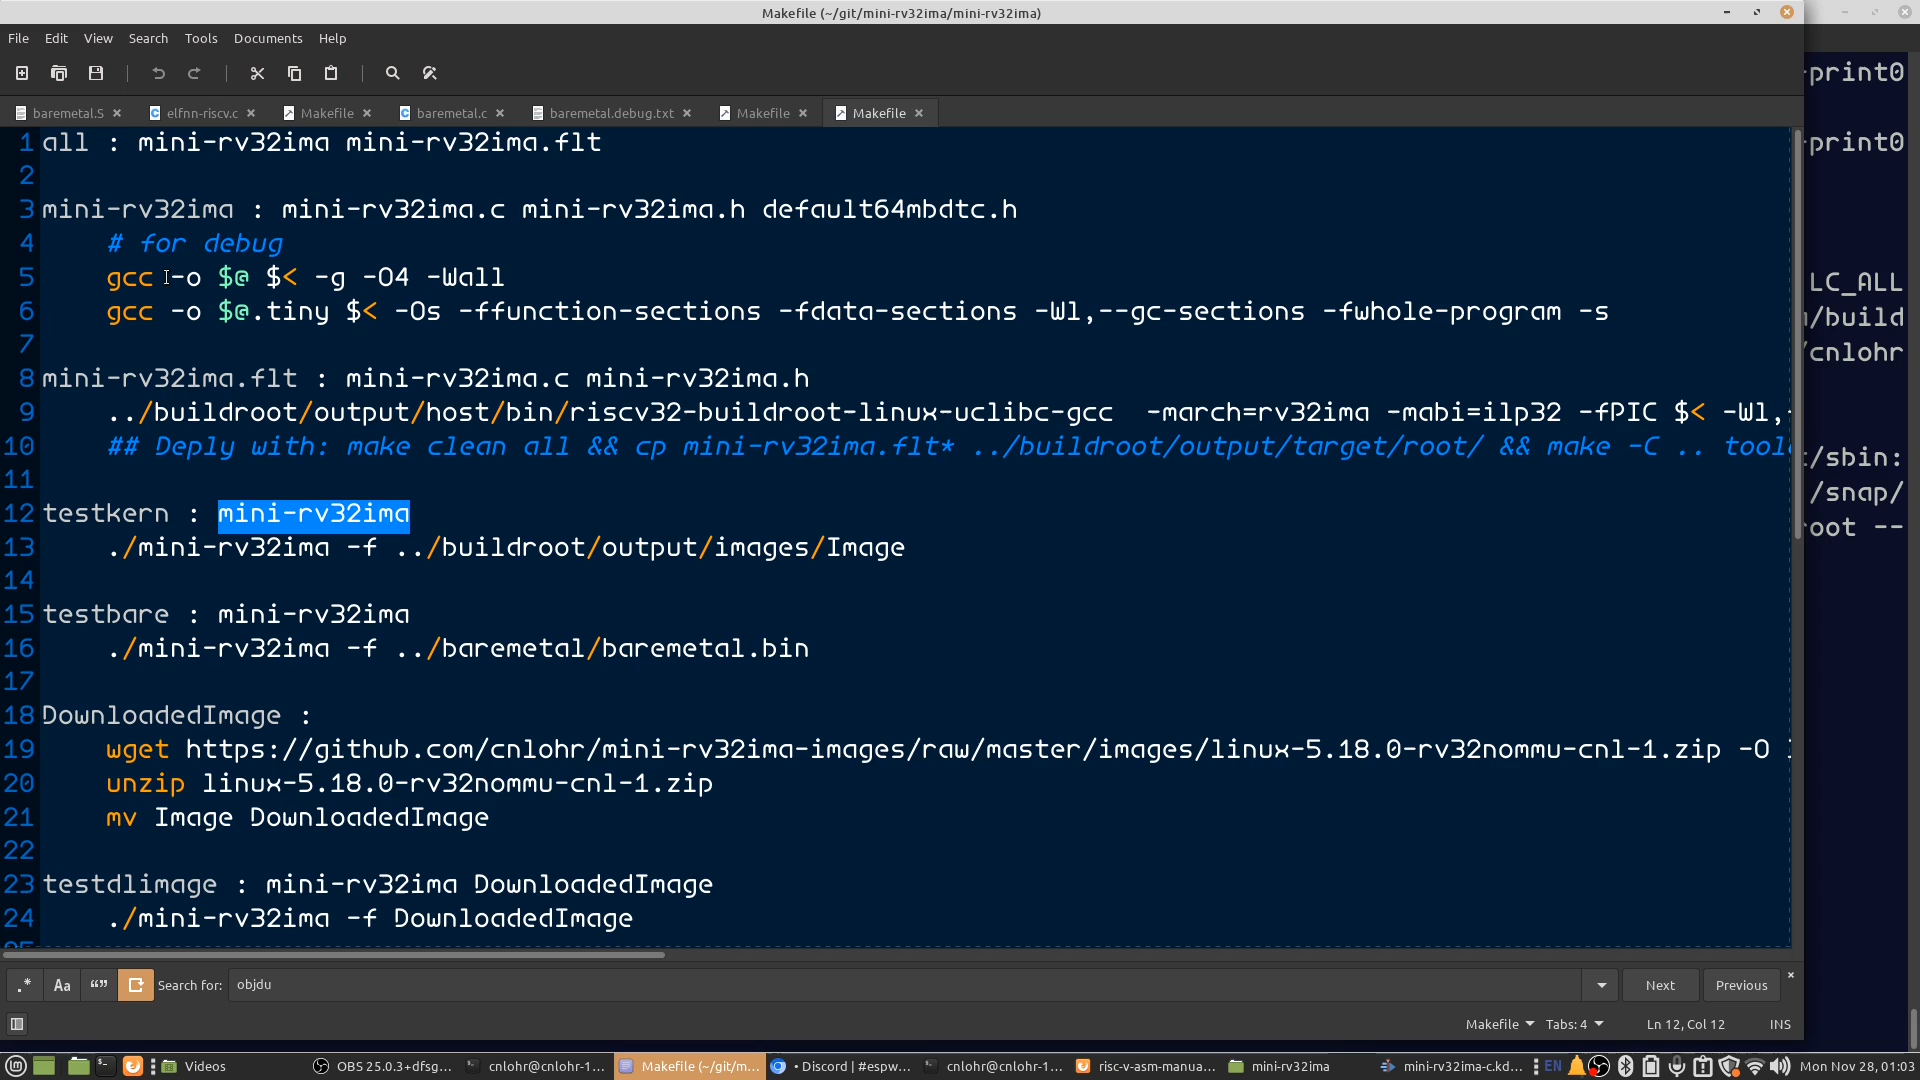 Makefile (~/git/mini-rv32ima/mini-rv32ima)
File Edit View Search Tools Documents Help
baremetal.S elfnn-riscv.c Makefile baremetal.c baremetal.debug.txt Makefile Makefile
1 all : mini-rv32ima mini-rv32ima.flt
2
3 mini-rv32ima : mini-rv32ima.c mini-rv32ima.h default64mbdtc.h
4 # for debug
5 gcc -o $@ $< -g -O4 -Wall
6 gcc -o $@.tiny $< -Os -ffunction-sections -fdata-sections -Wl,--gc-sections -fwhole-program -s
7
8 mini-rv32ima.flt : mini-rv32ima.c mini-rv32ima.h
9 ../buildroot/output/host/bin/riscv32-buildroot-linux-uclibc-gcc -march=rv32ima -mabi=ilp32 -fPIC $< -Wl,-
10 ## Deply with: make clean all && cp mini-rv32ima.flt* ../buildroot/output/target/root/ && make -C .. tool
11
12 testkern : mini-rv32ima
13 ./mini-rv32ima -f ../buildroot/output/images/Image
14
15 testbare : mini-rv32ima
16 ./mini-rv32ima -f ../baremetal/baremetal.bin
17
18 DownloadedImage :
19 wget https://github.com/cnlohr/mini-rv32ima-images/raw/master/images/linux-5.18.0-rv32nommu-cnl-1.zip -O
20 unzip linux-5.18.0-rv32nommu-cnl-1.zip
21 mv Image DownloadedImage
22
23 testdlimage : mini-rv32ima DownloadedImage
24 ./mini-rv32ima -f DownloadedImage
-print0
-print0
LC_ALL
/build
/cnlohr
/sbin:
/snap/
root --
.* Aa “” Search for: objdu Next Previous
Makefile Tabs: 4 Ln 12, Col 12 INS
Videos OBS 25.0.3+dfsg... cnlohr@cnlohr-1... Makefile (~/git/m... • Discord | #espw... cnlohr@cnlohr-1... risc-v-asm-manua... mini-rv32ima mini-rv32ima-c.kd... EN Mon Nov 28, 01:03